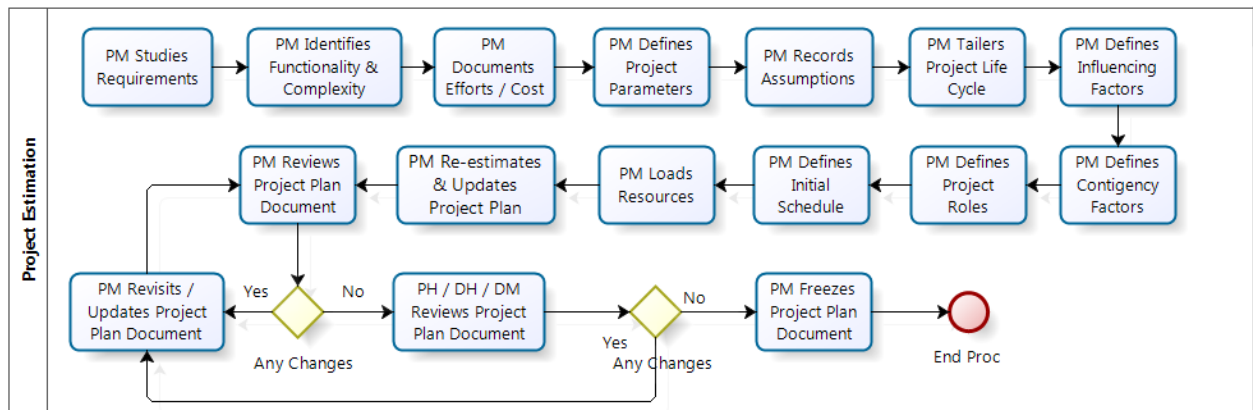 Project Estimation
PM Studies
Requirements
PM Identifies
Functionality &
Complexity
PM
Documents
Efforts / Cost
PM Defines
Project
Parameters
PM Records
Assumptions
PM Tailers
Project Life
Cycle
PM Defines
Influencing
Factors
PM Reviews
Project Plan
Document
PM Re-estimates
& Updates
Project Plan
PM Loads
Resources
PM Defines
Initial
Schedule
PM Defines
Project
Roles
PM Defines
Contigency
Factors
PM Revisits /
Updates Project
Plan Document
Yes
No
Any Changes
PH / DH / DM
Reviews Project
Plan Document
No
Yes
Any Changes
PM Freezes
Project Plan
Document
End Proc